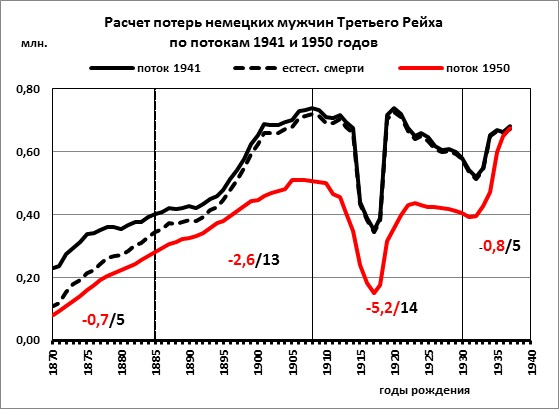 Расчет потерь немецких мужчин Третьего Рейха
по потокам 1941 и 1950 годов
млн.
поток 1941 естест. смерти поток 1950
0,80
0,60
0,40
0,20
0,00
-0,7/5
-2,6/13
-5,2/14
-0,8/5
1870 1875 1880 1885 1890 1895 1900 1905 1910 1915 1920 1925 1930 1935 1940
годы рождения